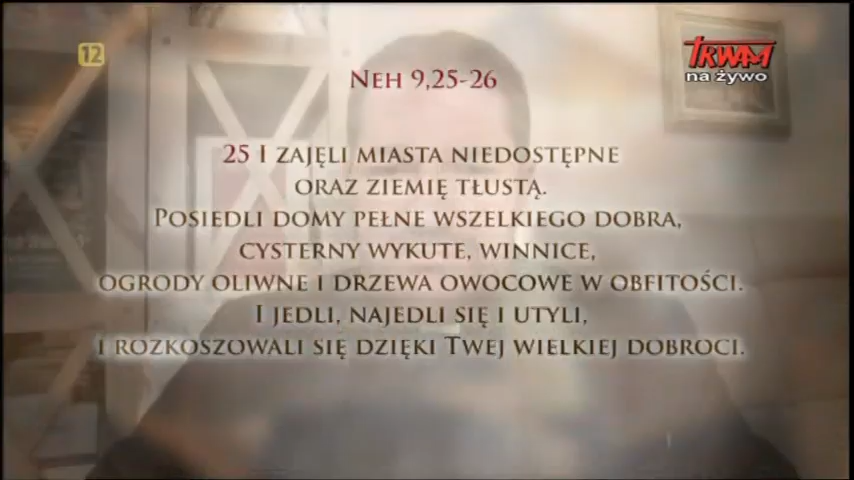 12
TRWAM
na żywo
Neh 9,25-26
25 I zajęli miasta niedostępne
oraz ziemię tłustą.
Posiedli domy pełne wszelkiego dobra,
cysterny wykute, winnice,
ogrody oliwne i drzewa owocowe w obfitości.
I jedli, najedli się i utyli,
i rozkoszowali się dzięki Twej wielkiej dobroci.